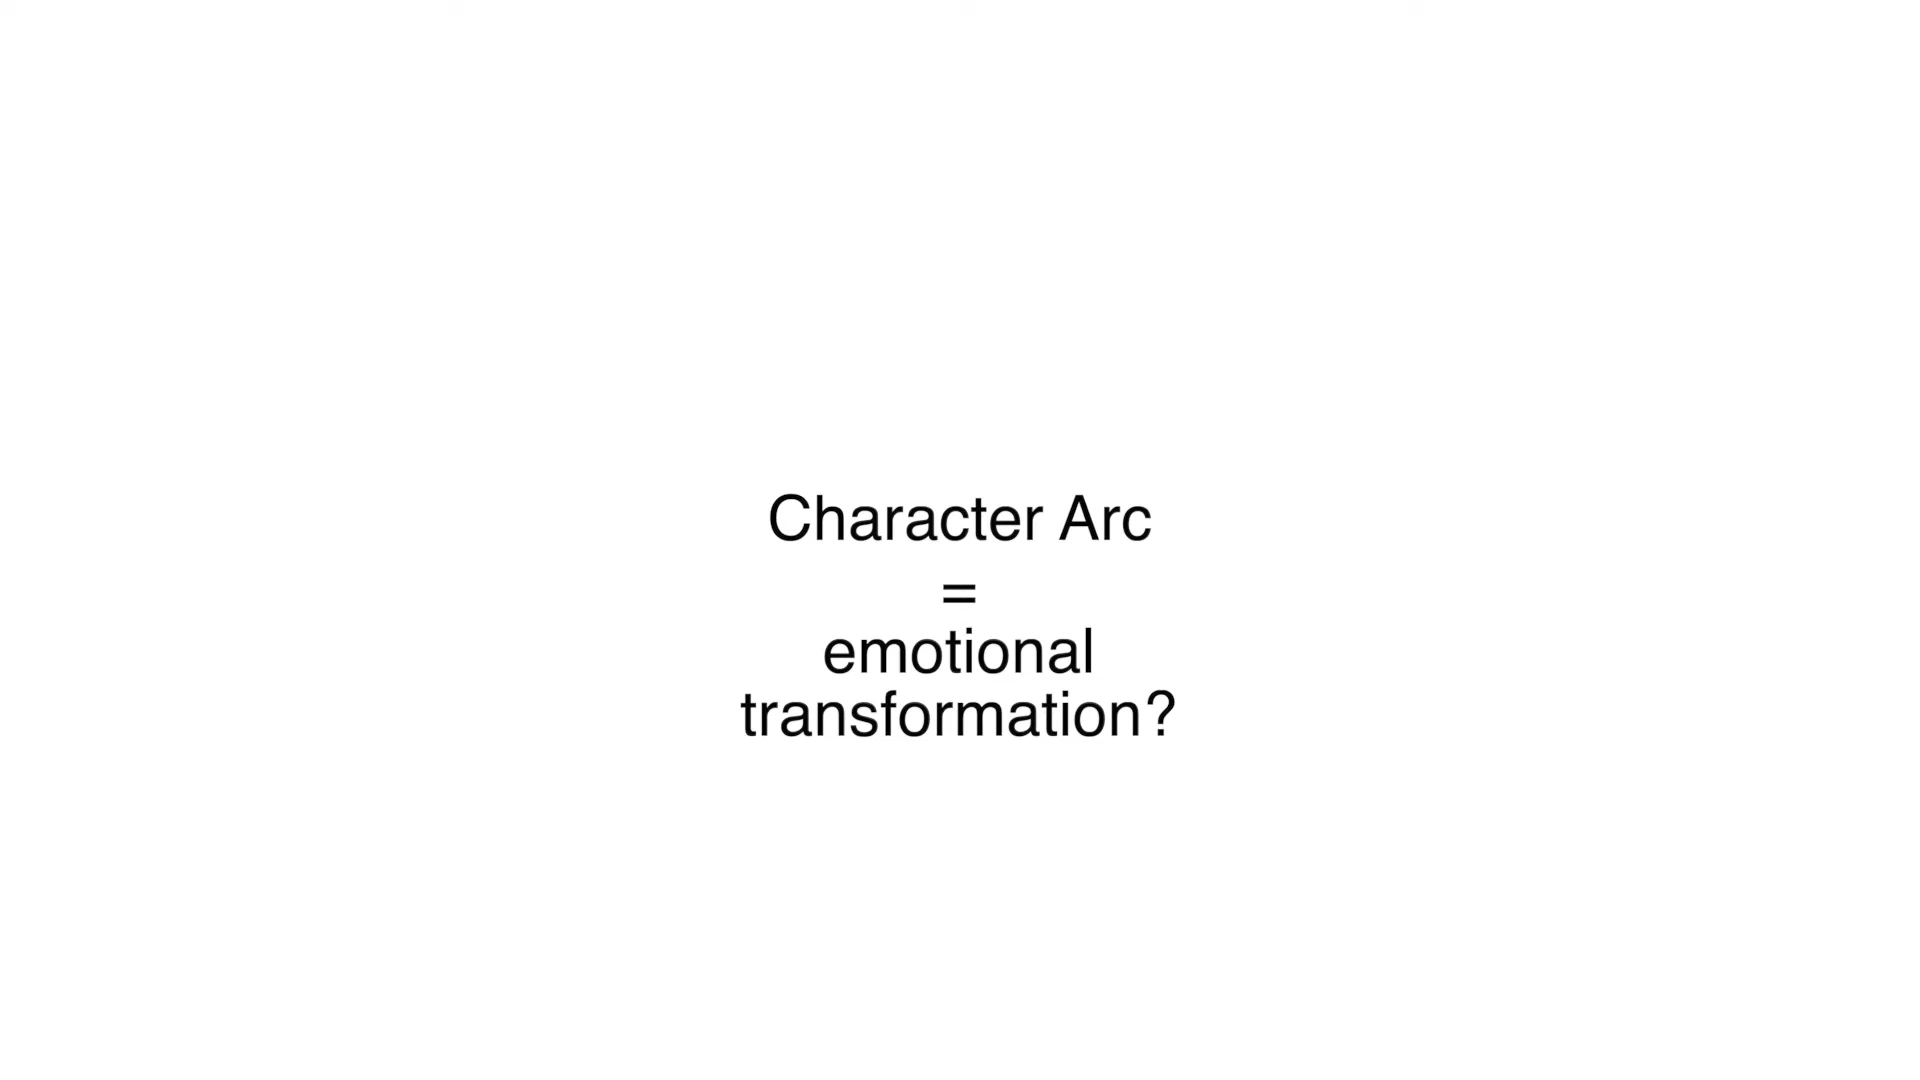 Character Arc
=
emotional
transformation?